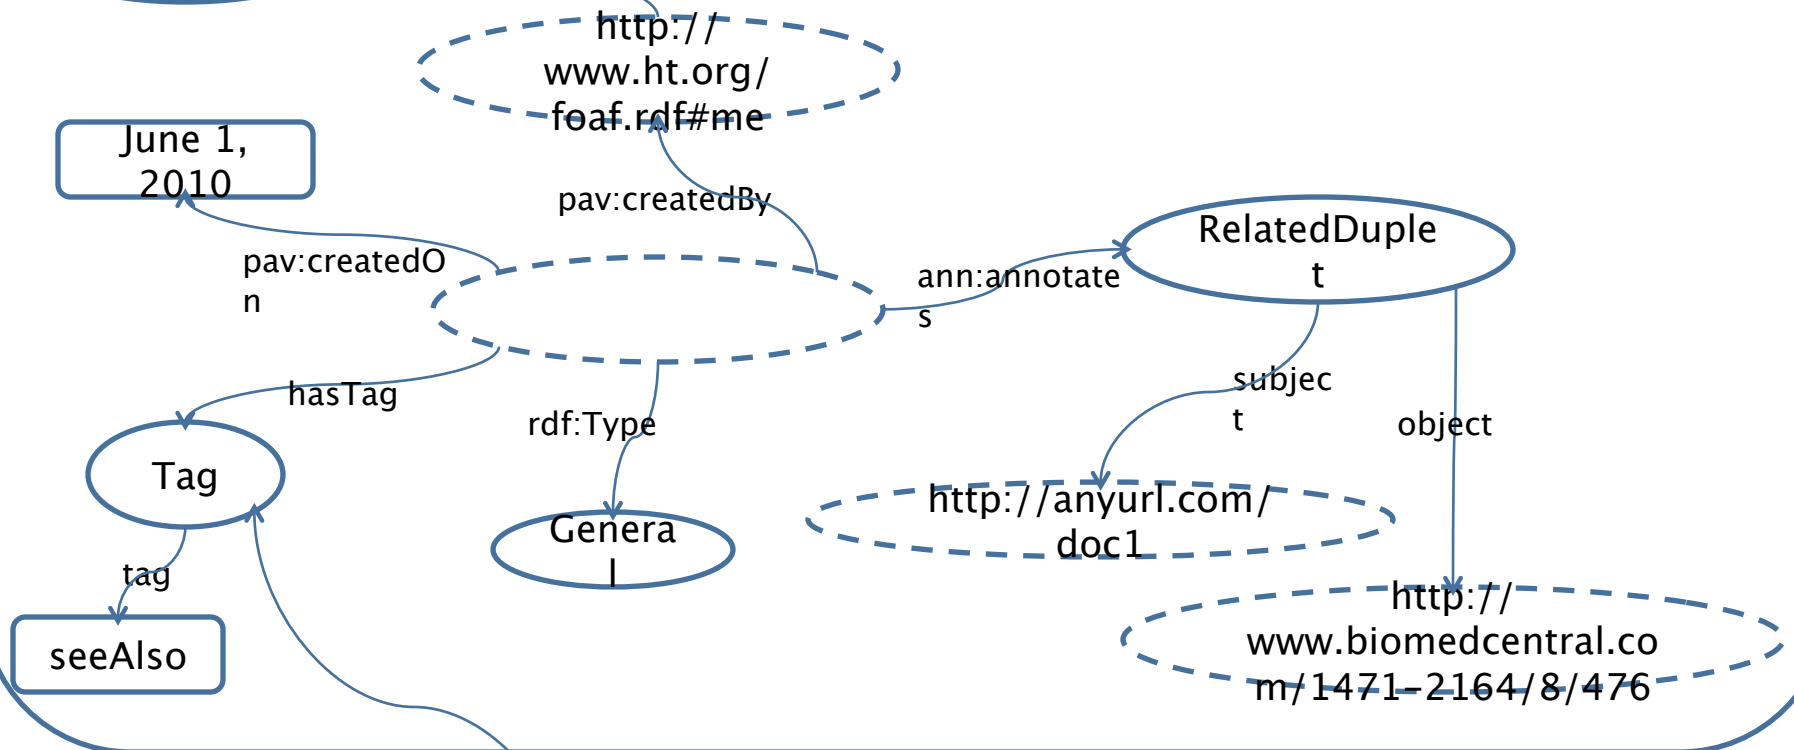 http://
www.ht.org/
foaf.rdf#me
June 1,
2010
pav:createdBy
pav:createdO
n
ann:annotate
s
RelatedDuple
t
hasTag
rdf:Type
subjec
t
object
Tag
http://anyurl.com/
doc1
Genera
l
tag
http://
www.biomedcentral.co
m/1471-2164/8/476
seeAlso